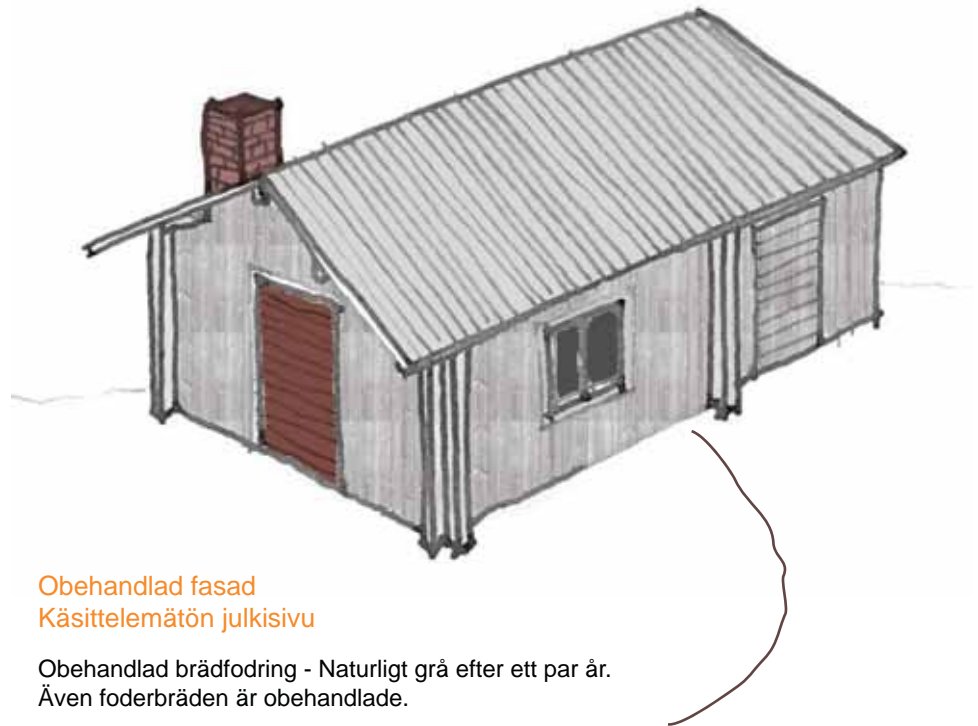 Obehandlad fasad
Käsittelemätön julkisivu
Obehandlad brädfodring - Naturligt grå efter ett par år.
Även foderbräden är obehandlade.